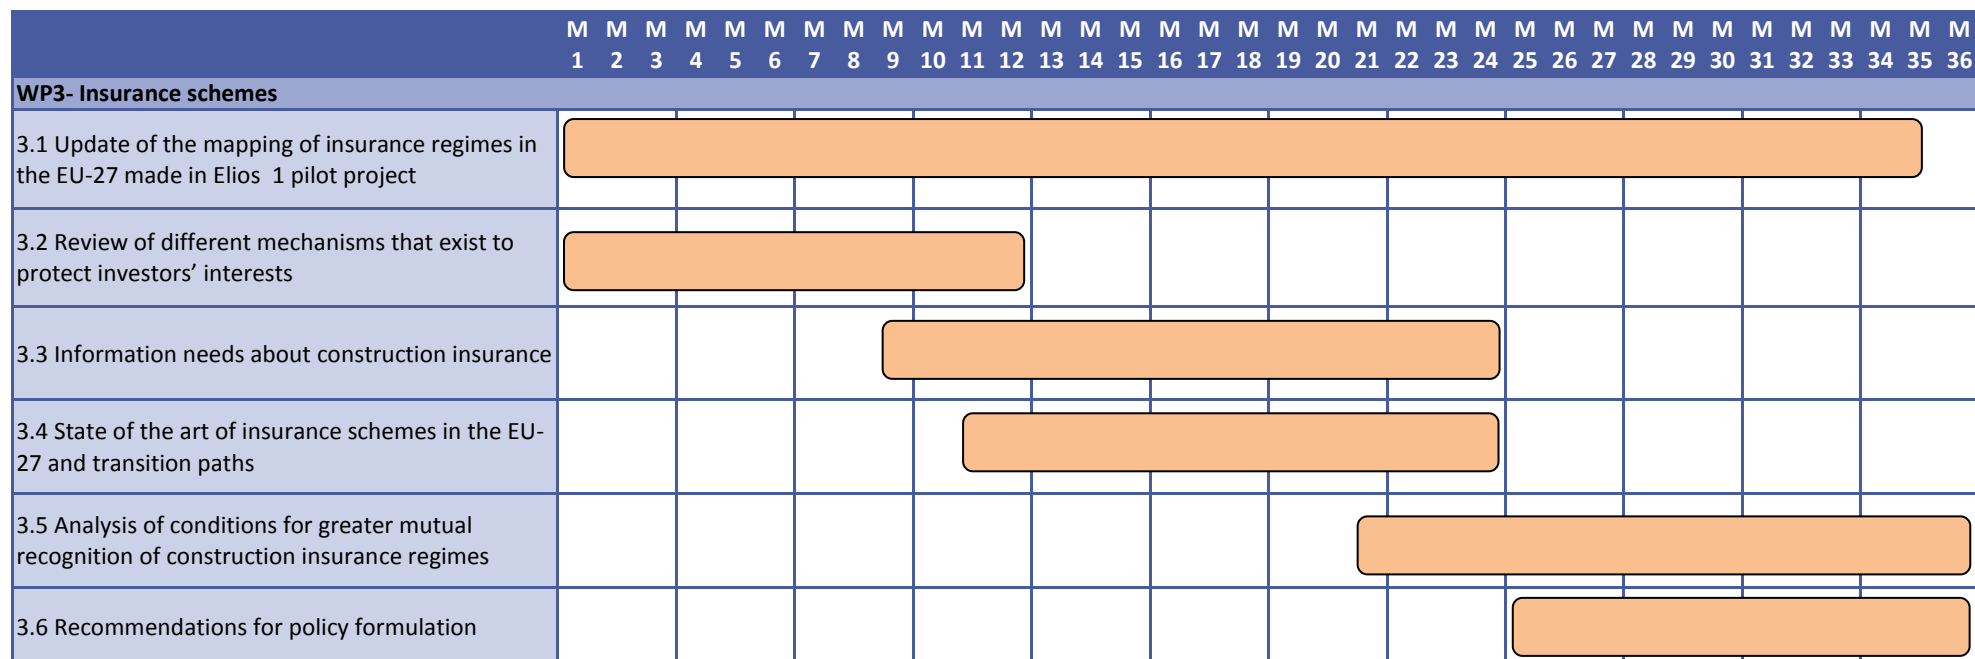 M M M M M M M M M M M M M M M M M M M M M M M M M M M M M M M M M M M M
1 2 3 4 5 6 7 8 9 10 11 12 13 14 15 16 17 18 19 20 21 22 23 24 25 26 27 28 29 30 31 32 33 34 35 36
WP3- Insurance schemes
3.1 Update of the mapping of insurance regimes in
the EU-27 made in Elios 1 pilot project
3.2 Review of different mechanisms that exist to
protect investors’ interests
3.3 Information needs about construction insurance
3.4 State of the art of insurance schemes in the EU-
27 and transition paths
3.5 Analysis of conditions for greater mutual
recognition of construction insurance regimes
3.6 Recommendations for policy formulation